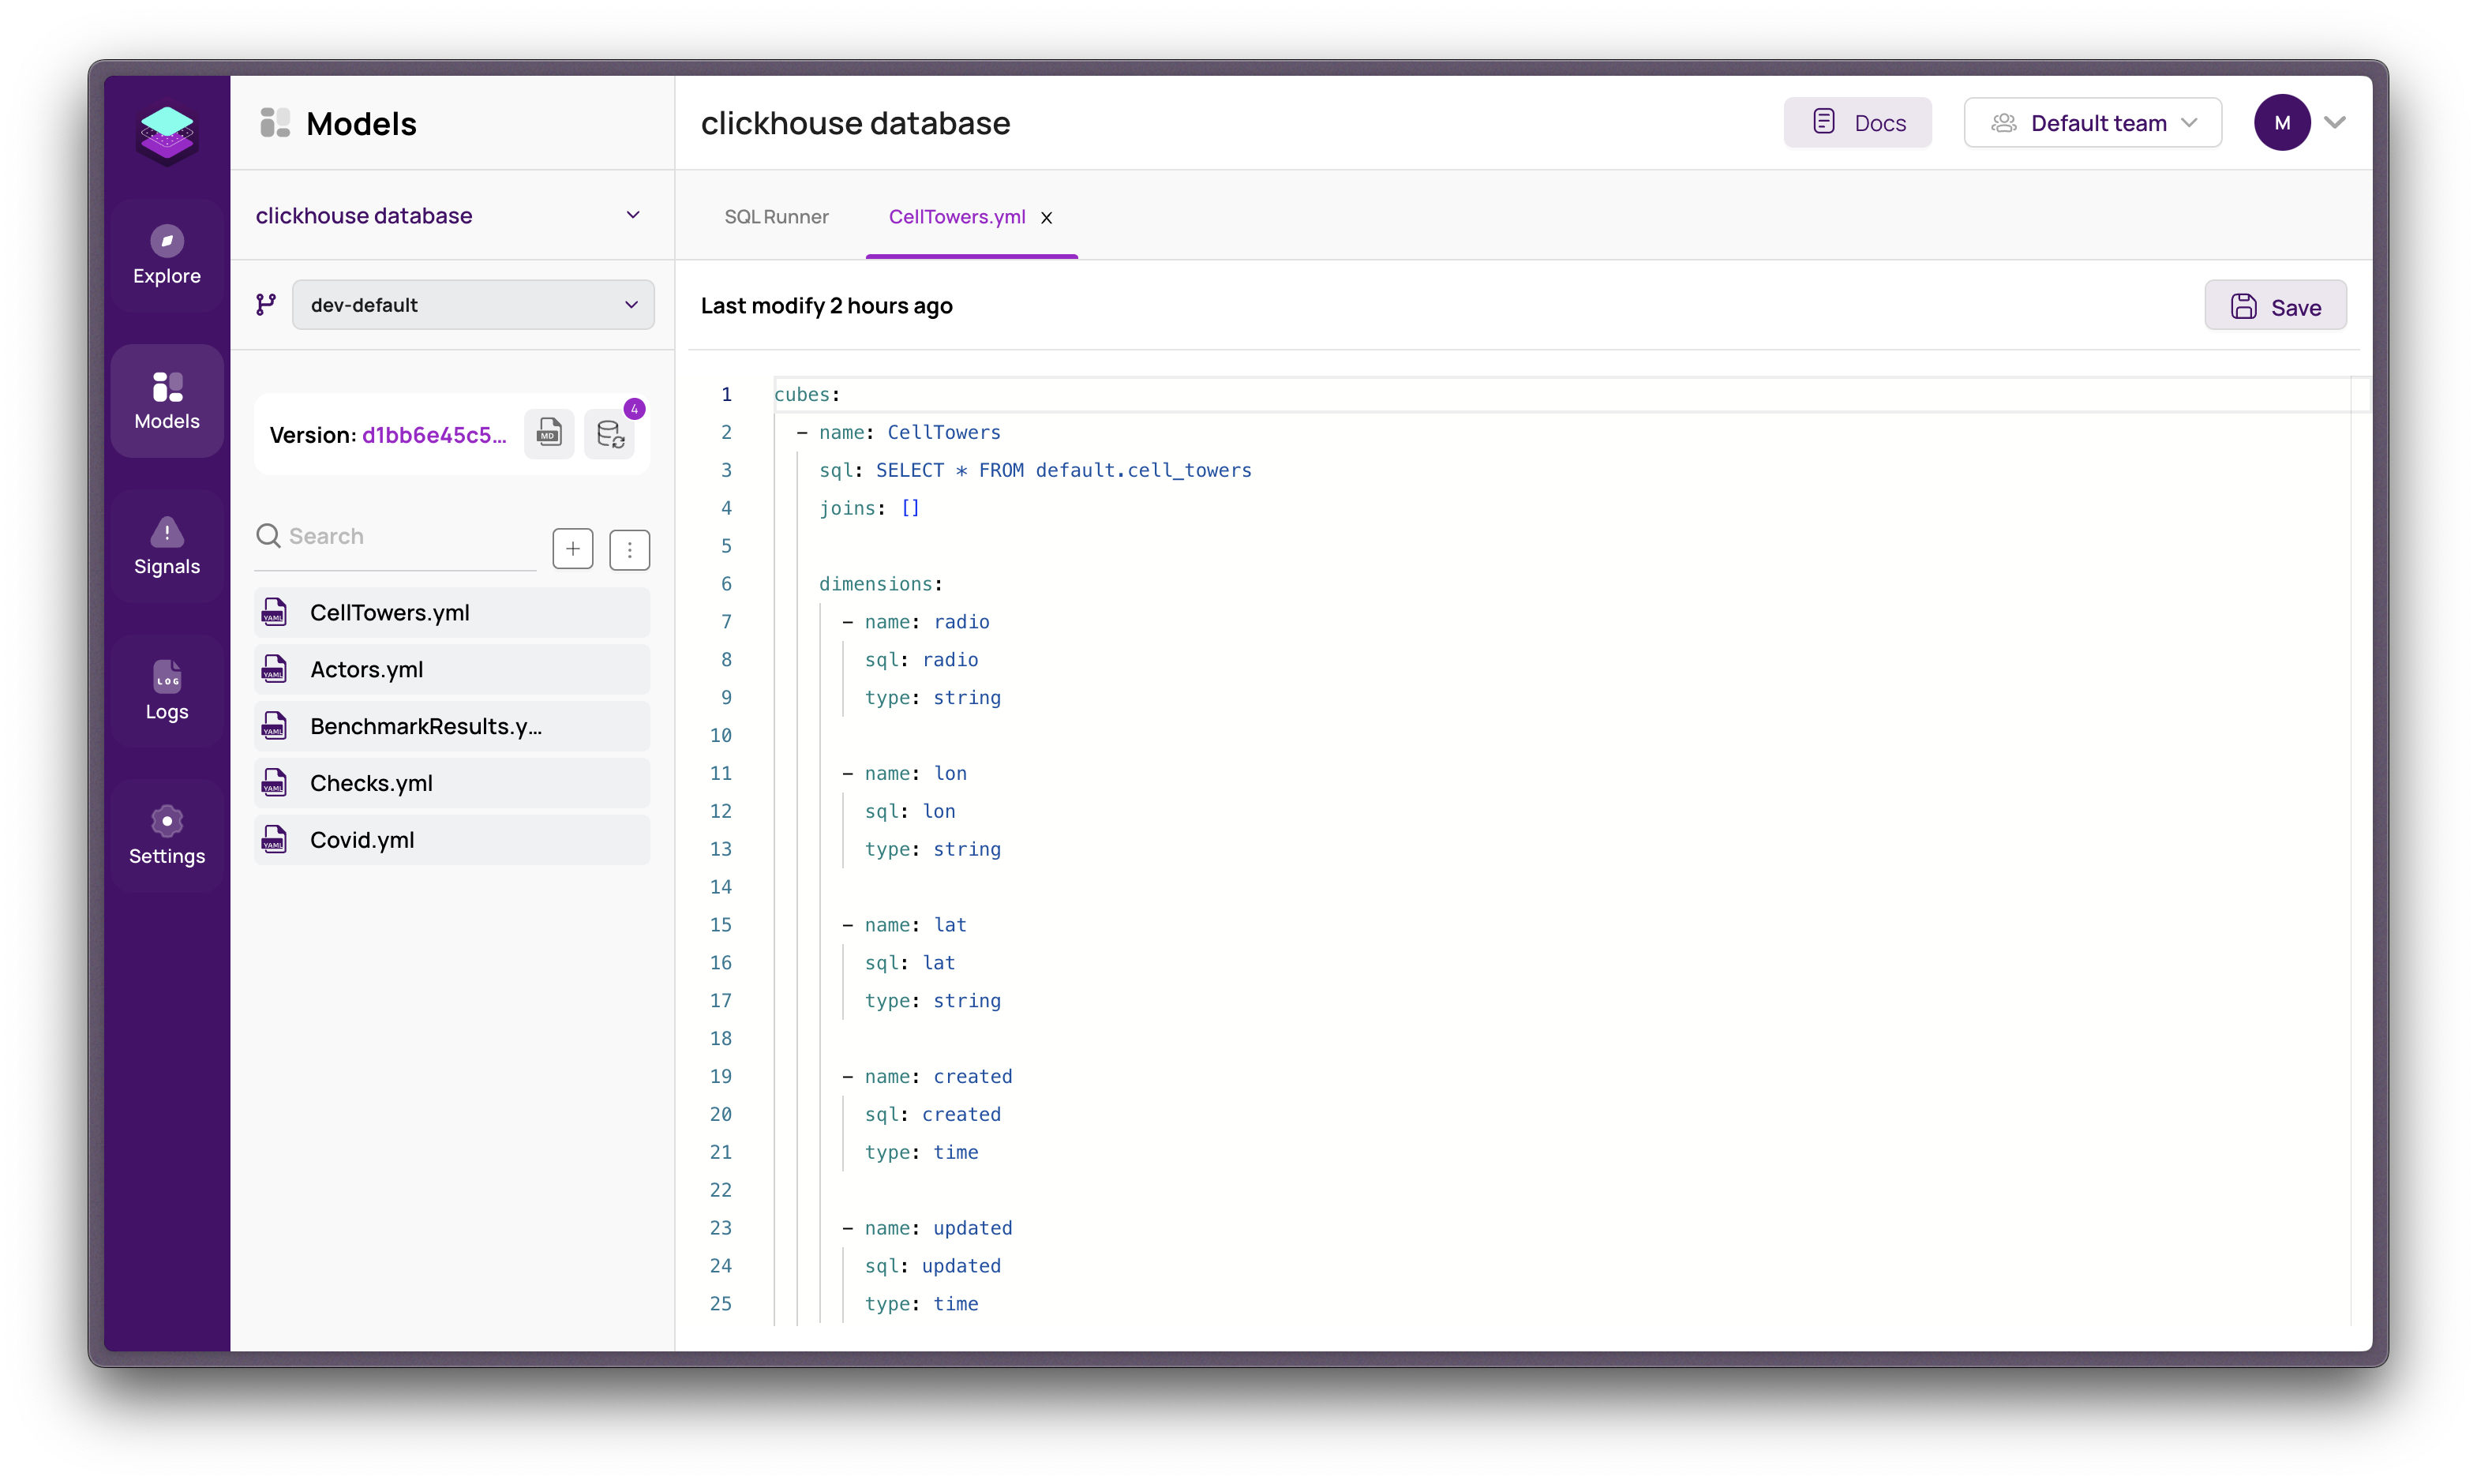 Models
clickhouse database
Docs
Default team
M
Explore
Models
Signals
LOG
Logs
Settings
clickhouse database
dev-default
Version: d1bb6e45c5...
MD
4
Search
YAML CellTowers.yml
YAML Actors.yml
YAML BenchmarkResults.y...
YAML Checks.yml
YAML Covid.yml
SQL Runner
CellTowers.yml x
Last modify 2 hours ago
Save
1 cubes:
2 - name: CellTowers
3 sql: SELECT * FROM default.cell_towers
4 joins: []
5
6 dimensions:
7 - name: radio
8 sql: radio
9 type: string
10
11 - name: lon
12 sql: lon
13 type: string
14
15 - name: lat
16 sql: lat
17 type: string
18
19 - name: created
20 sql: created
21 type: time
22
23 - name: updated
24 sql: updated
25 type: time